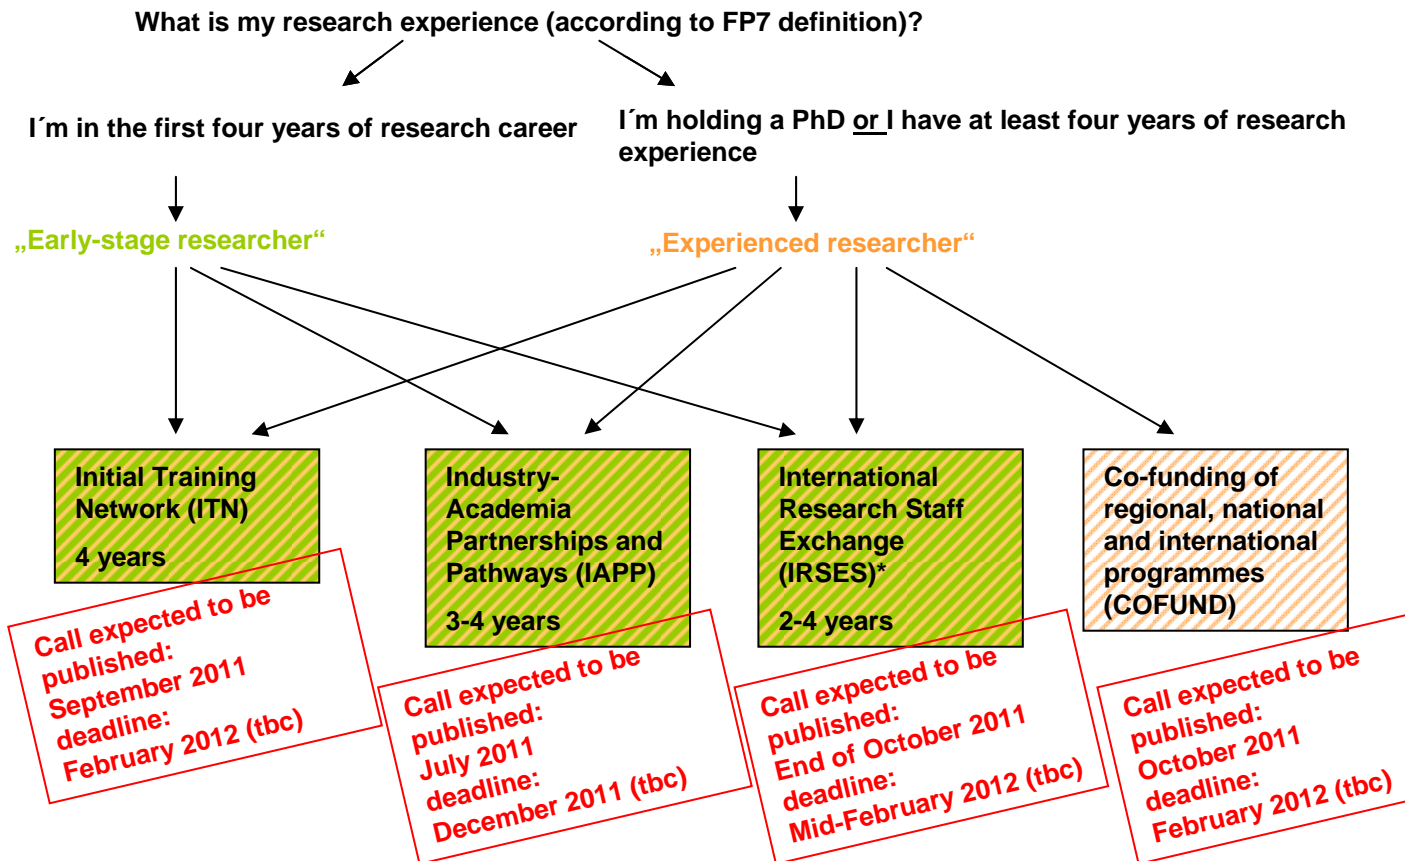 What is my research experience (according to FP7 definition)?
I´m in the first four years of research career
I´m holding a PhD or I have at least four years of research
experience
„Early-stage researcher“
„Experienced researcher“
Initial Training
Network (ITN)
4 years
Industry-
Academia
Partnerships and
Pathways (IAPP)
3-4 years
International
Research Staff
Exchange
(IRSES)*
2-4 years
Co-funding of
regional, national
and international
programmes
(COFUND)
Call expected to be
published:
September 2011
deadline:
February 2012 (tbc)
Call expected to be
published:
July 2011
deadline:
December 2011 (tbc)
Call expected to be
published:
End of October 2011
deadline:
Mid-February 2012 (tbc)
Call expected to be
published:
October 2011
deadline:
February 2012 (tbc)